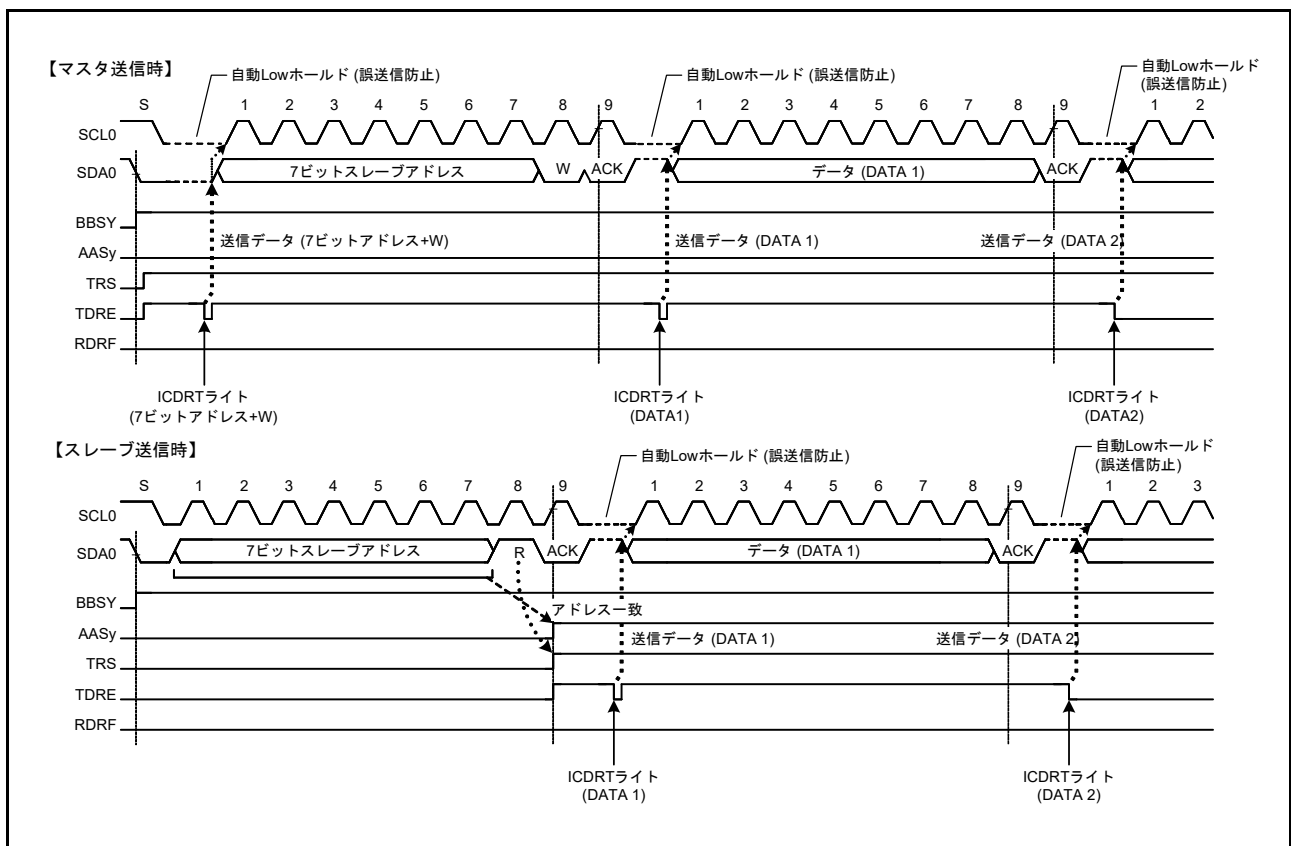 【マスタ送信時】
自動Lowホールド (誤送信防止)
自動Lowホールド (誤送信防止)
自動Lowホールド
(誤送信防止)
S 1 2 3 4 5 6 7 8 9 1 2 3 4 5 6 7 8 9 1 2
SCL0
SDA0 7ビットスレーブアドレス W ACK データ (DATA 1) ACK
BBSY
送信データ (7ビットアドレス+W) 送信データ (DATA 1) 送信データ (DATA 2)
AASy
TRS
TDRE
RDRF
ICDRTライト
(7ビットアドレス+W)
ICDRTライト
(DATA1)
ICDRTライト
(DATA2)
【スレーブ送信時】
自動Lowホールド (誤送信防止)
自動Lowホールド
(誤送信防止)
S 1 2 3 4 5 6 7 8 9 1 2 3 4 5 6 7 8 9 1 2 3
SCL0
SDA0 7ビットスレーブアドレス R ACK データ (DATA 1) ACK
BBSY
アドレス一致
AASy
送信データ (DATA 1) 送信データ (DATA 2)
TRS
TDRE
RDRF
ICDRTライト
(DATA 1)
ICDRTライト
(DATA 2)